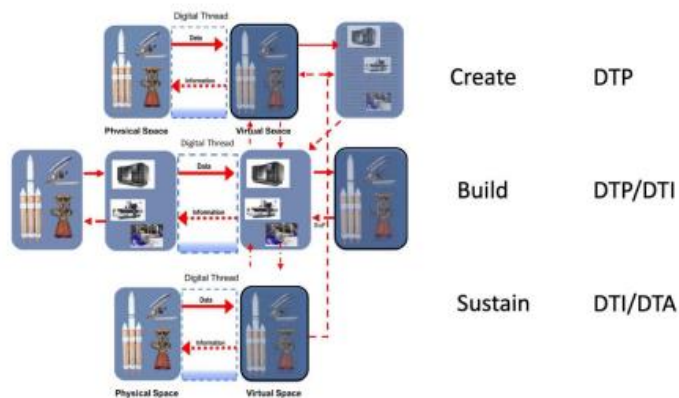 Digital Thread
Data
Information
Physical Space
Virtual Space
Create
DTP
Digital Thread
Data
Information
Build
DTP/DTI
Digital Thread
Data
Information
Physical Space
Virtual Space
Sustain
DTI/DTA